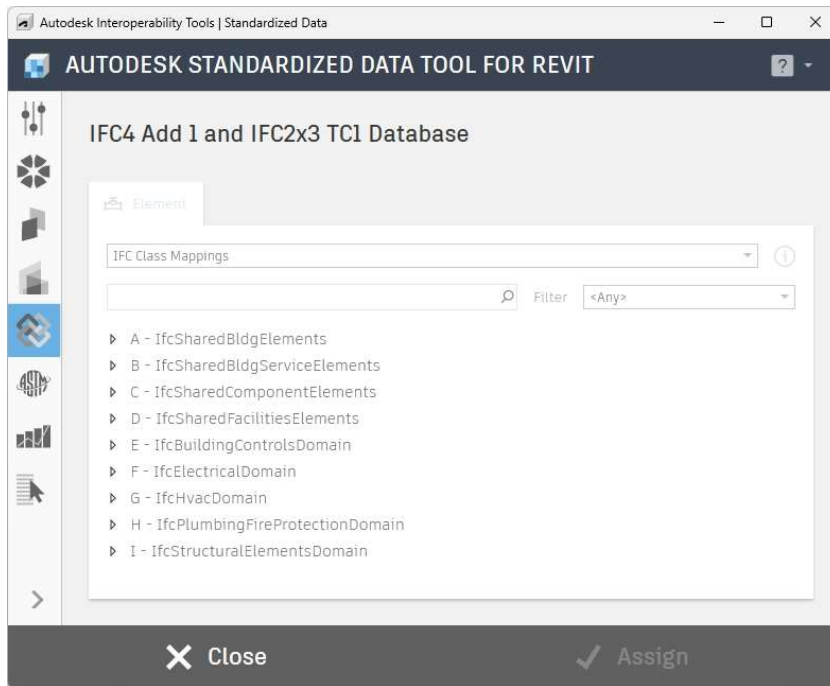 Autodesk Interoperability Tools | Standardized Data
AUTODESK STANDARDIZED DATA TOOL FOR REVIT
?
IFC4 Add 1 and IFC2x3 TC1 Database
Element
IFC Class Mappings
Filter <Any>
A - IfcSharedBldgElements
B - IfcSharedBldgServiceElements
C - IfcSharedComponentElements
D - IfcSharedFacilitiesElements
E - IfcBuildingControlsDomain
F - IfcElectricalDomain
G - IfcHvacDomain
H - IfcPlumbingFireProtectionDomain
I - IfcStructuralElementsDomain
ASTM
Close
Assign